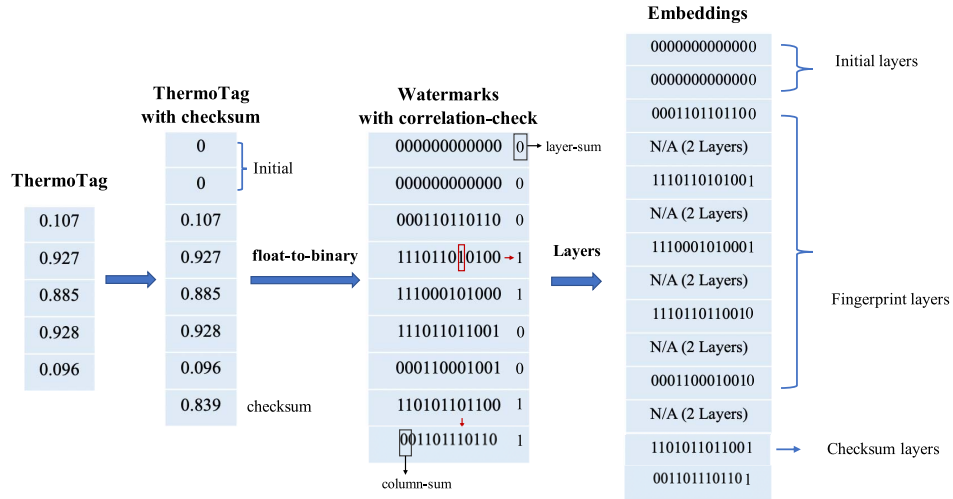 Embeddings
0000000000000
0000000000000
Initial layers
0001101101100
N/A (2 Layers)
1110110101001
N/A (2 Layers)
1110001010001
N/A (2 Layers)
1110110110010
N/A (2 Layers)
0001100010010
N/A (2 Layers)
Fingerprint layers
1101011011001
Checksum layers
0011011101101
ThermoTag
with checksum
0
0
Initial
0.107
0.927
0.885
0.928
0.096
0.839
checksum
Watermarks
with correlation-check
000000000000 0
layer-sum
000000000000 0
000110110110 0
111011010100 1
111000101000 1
111011011001 0
000110001001 0
110101101100 1
001101110110 1
column-sum
ThermoTag
0.107
0.927
0.885
0.928
0.096
float-to-binary
Layers